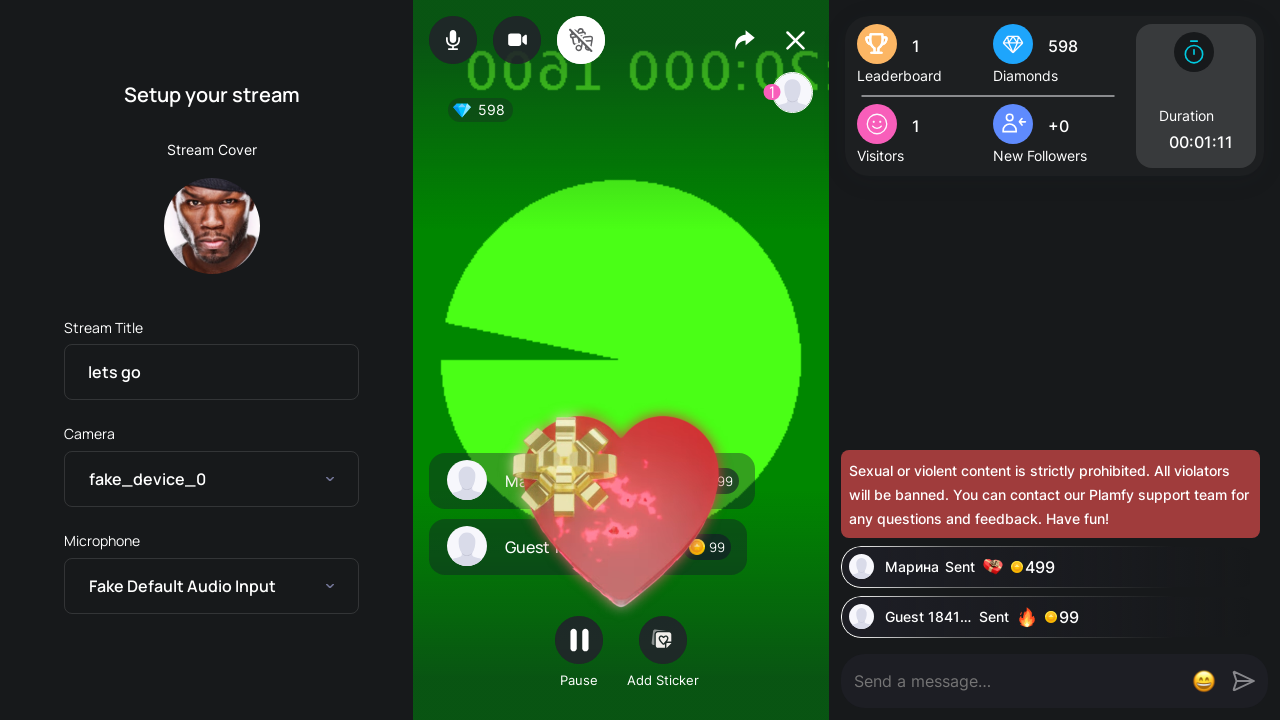 Setup your stream
Stream Cover
Stream Title
lets go
Camera
fake_device_0
Microphone
Fake Default Audio Input
598
1
99
Guest
99
Pause
Add Sticker
1
Leaderboard
598
Diamonds
1
Visitors
+0
New Followers
Duration
00:01:11
Sexual or violent content is strictly prohibited. All violators
will be banned. You can contact our Plamfy support team for
any questions and feedback. Have fun!
Марина Sent 499
Guest 1841... Sent 99
Send a message...